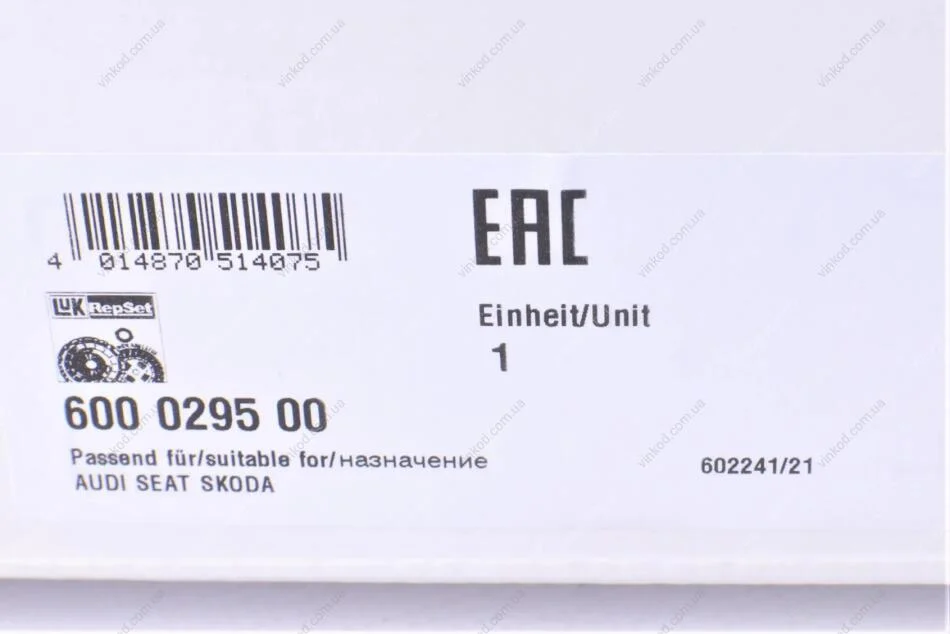 4 014870 514075
EAC
LuK RepSet
Einheit/Unit
1
600 0295 00
Passend für/suitable for/назначение
AUDI SEAT SKODA
602241/21
vinkod.com.ua